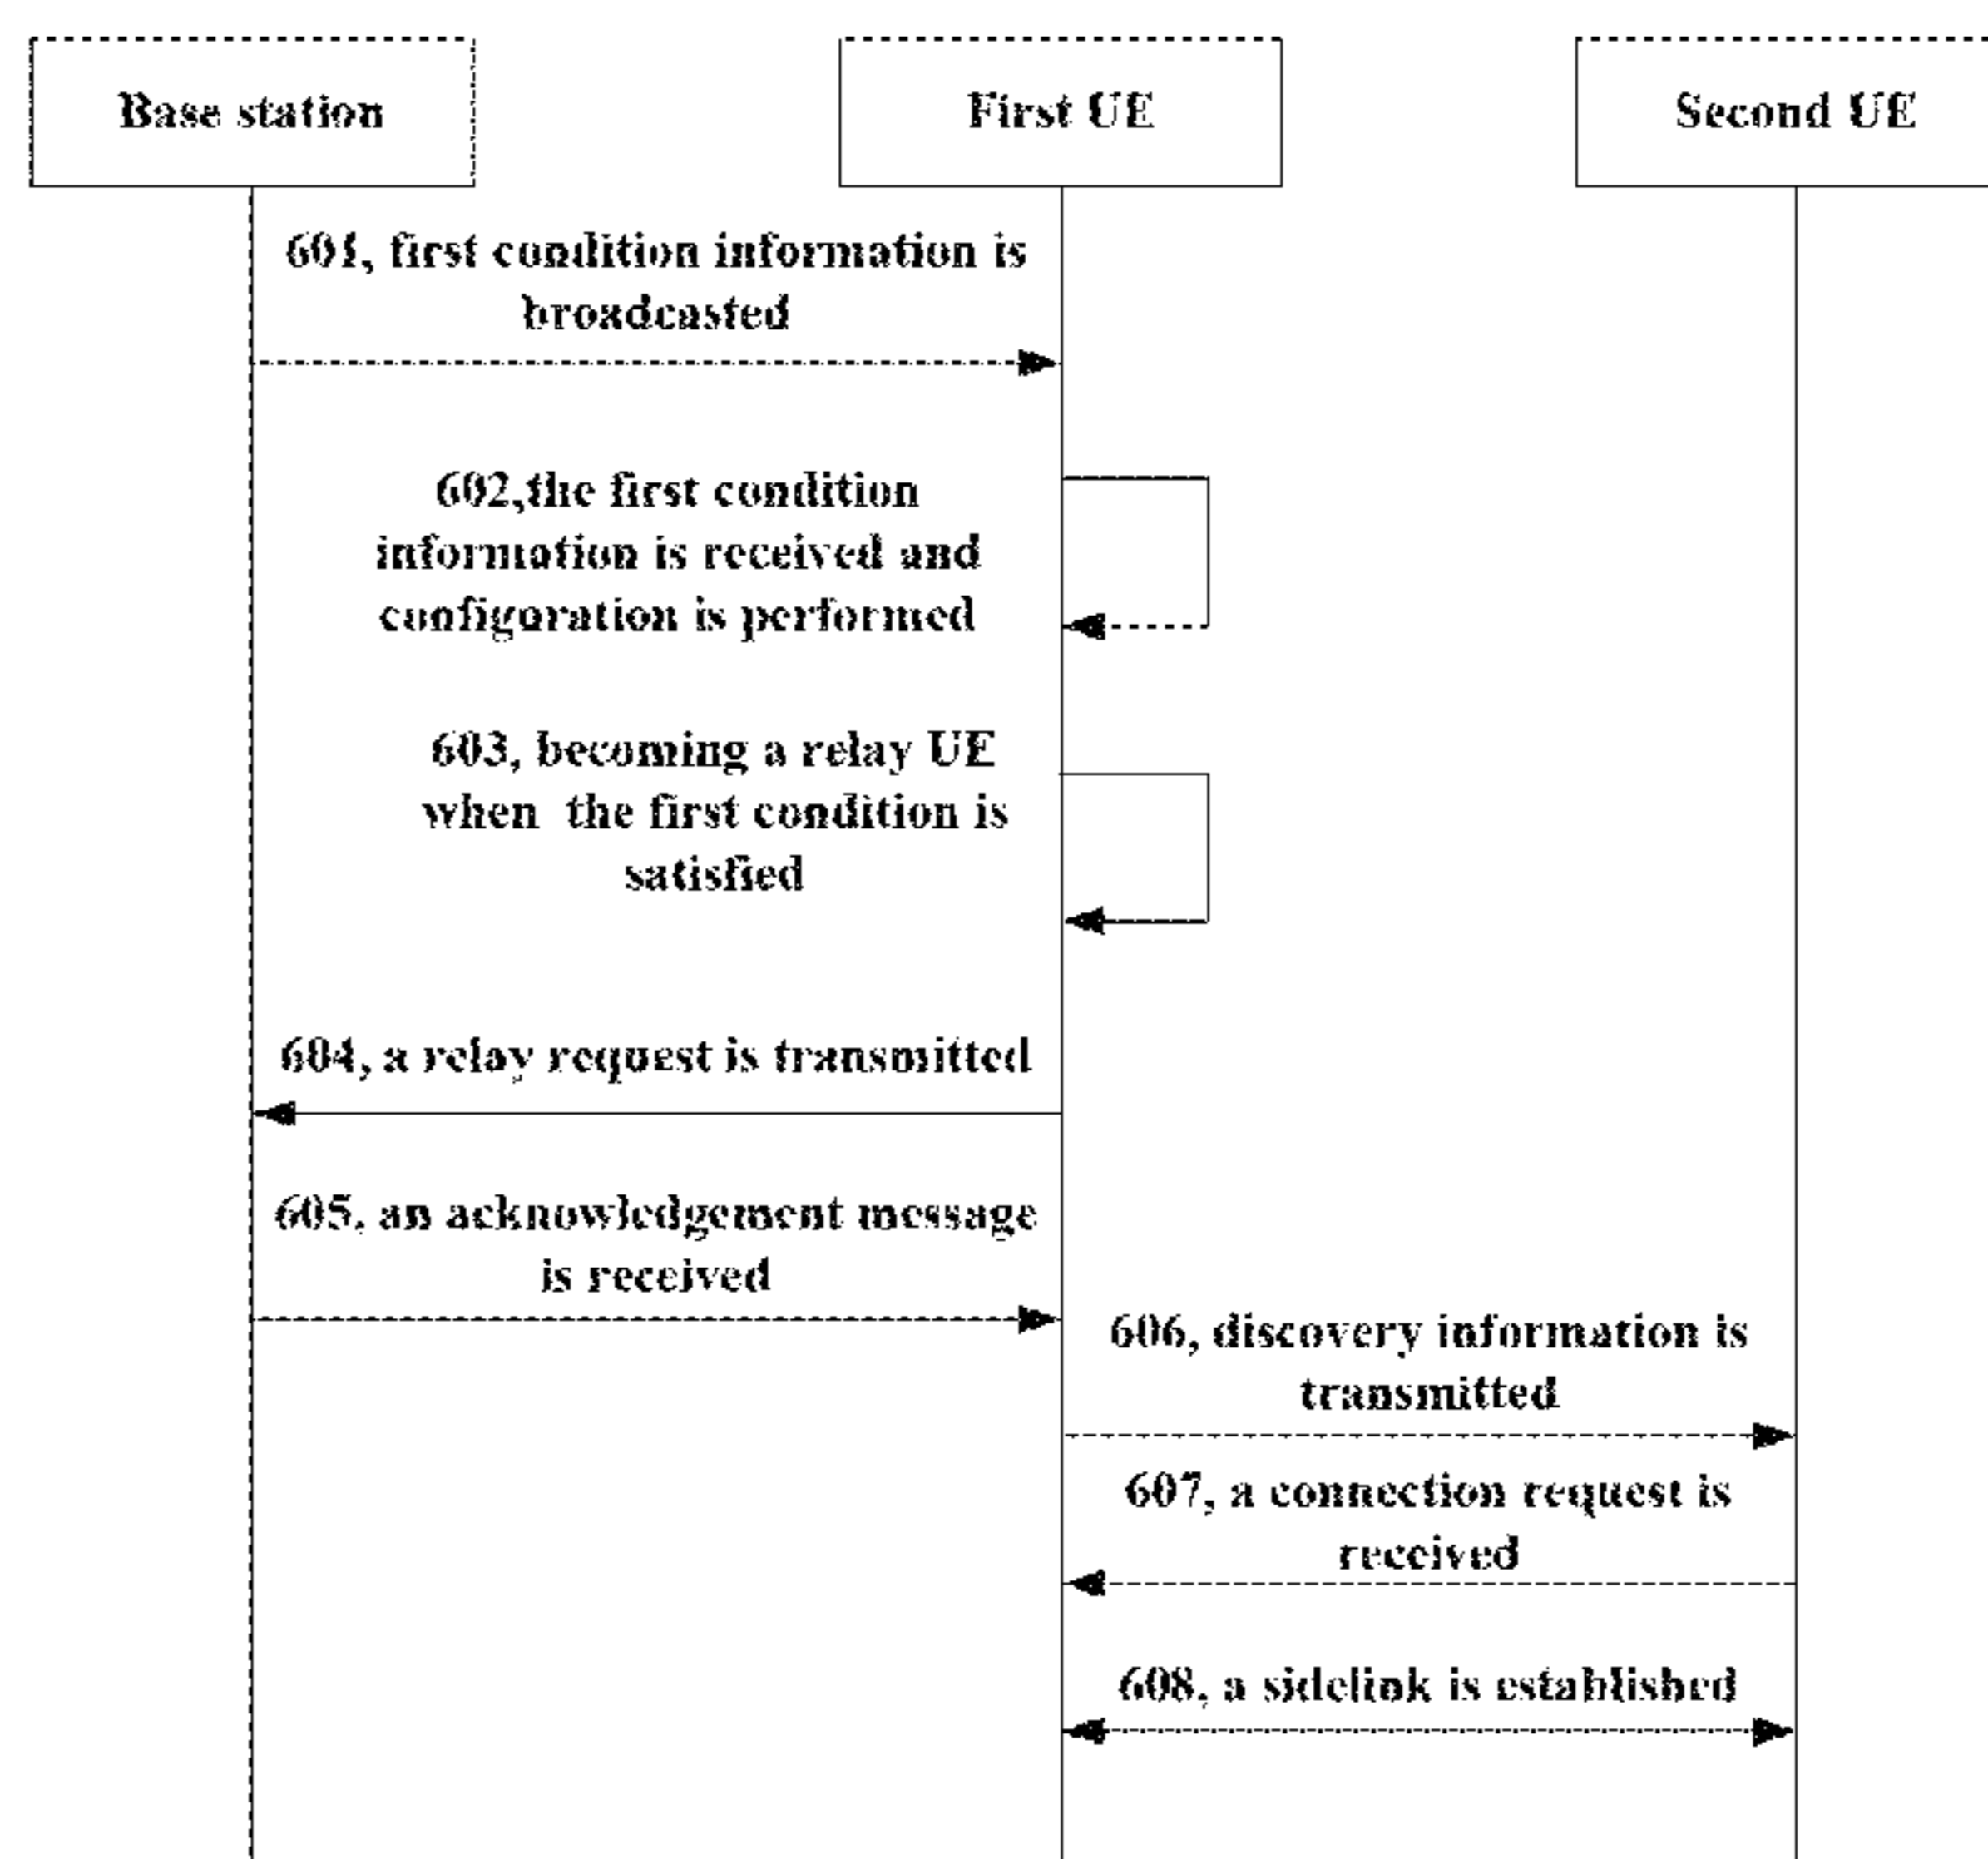 Base station
First UE
Second UE
601, first condition information is
broadcasted
602,the first condition
information is received and
configuration is performed
603, becoming a relay UE
when the first condition is
satisfied
604, a relay request is transmitted
605, an acknowledgement message
is received
606, discovery information is
transmitted
607, a connection request is
received
608, a sidelink is established